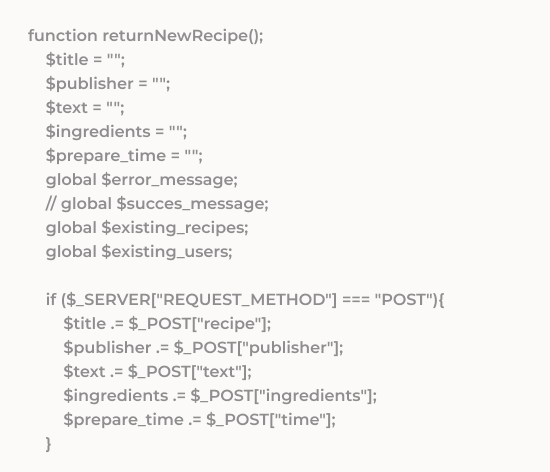 function returnNewRecipe();
$title = "";
$publisher = "";
$text = "";
$ingredients = "";
$prepare_time = "";
global $error_message;
// global $succes_message;
global $existing_recipes;
global $existing_users;
if ($_SERVER["REQUEST_METHOD"] === "POST"){
$title .= $_POST["recipe"];
$publisher .= $_POST["publisher"];
$text .= $_POST["text"];
$ingredients .= $_POST["ingredients"];
$prepare_time .= $_POST["time"];
}